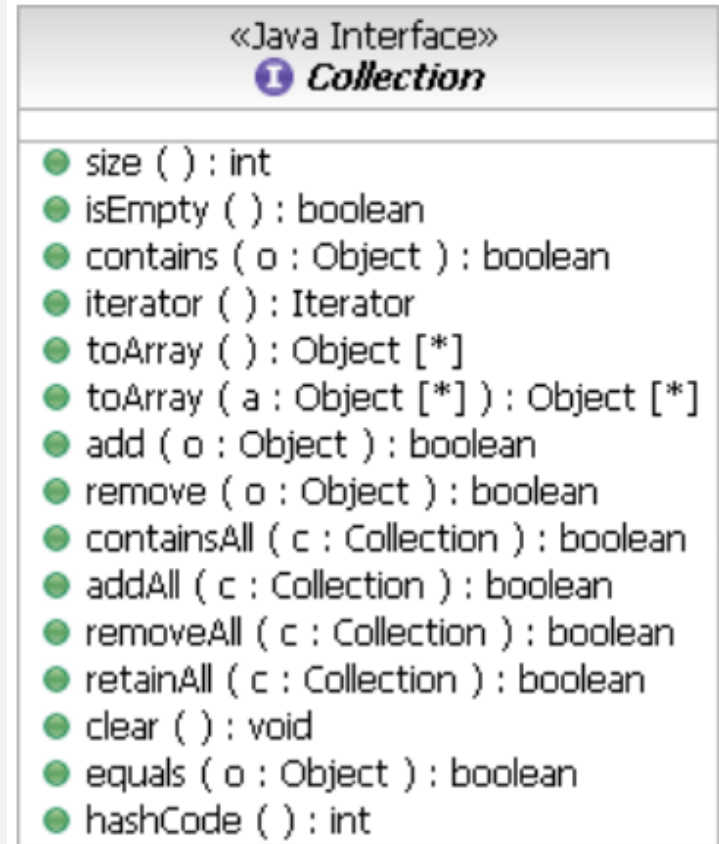 «Java Interface»
I Collection
size ( ) : int
isEmpty ( ) : boolean
contains ( o : Object ) : boolean
iterator ( ) : Iterator
toArray ( ) : Object [*]
toArray ( a : Object [*] ) : Object [*]
add ( o : Object ) : boolean
remove ( o : Object ) : boolean
containsAll ( c : Collection ) : boolean
addAll ( c : Collection ) : boolean
removeAll ( c : Collection ) : boolean
retainAll ( c : Collection ) : boolean
clear ( ) : void
equals ( o : Object ) : boolean
hashCode ( ) : int